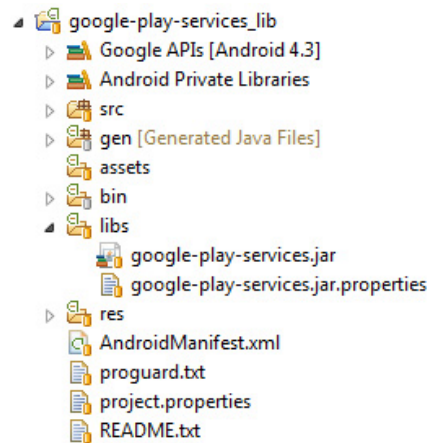 google-play-services_lib
Google APIs [Android 4.3]
Android Private Libraries
src
gen [Generated Java Files]
assets
bin
libs
google-play-services.jar
google-play-services.jar.properties
res
AndroidManifest.xml
proguard.txt
project.properties
README.txt